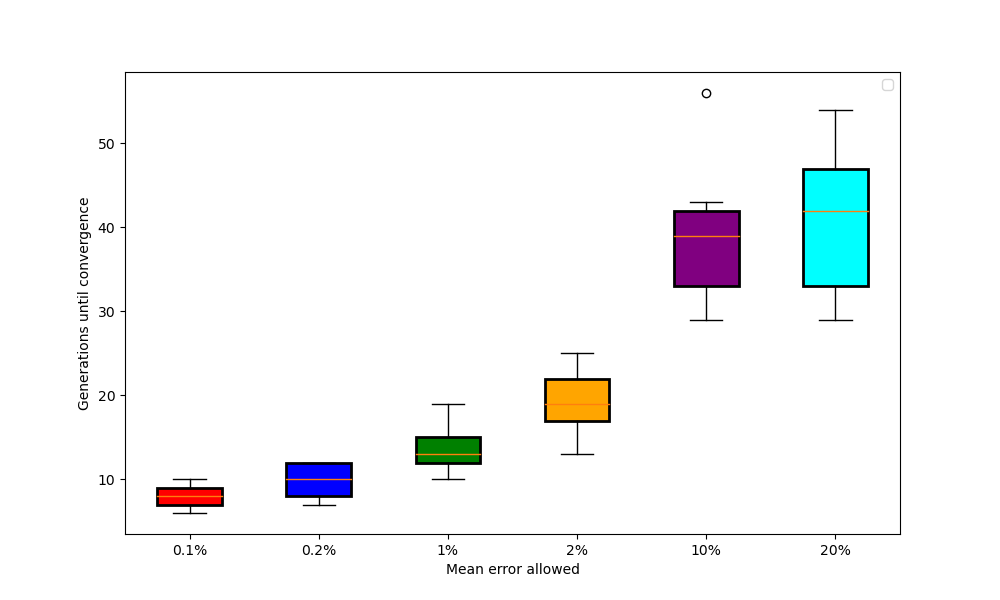 Generations until convergence
50
40
30
20
10
0.1% 0.2% 1% 2% 10% 20%
Mean error allowed